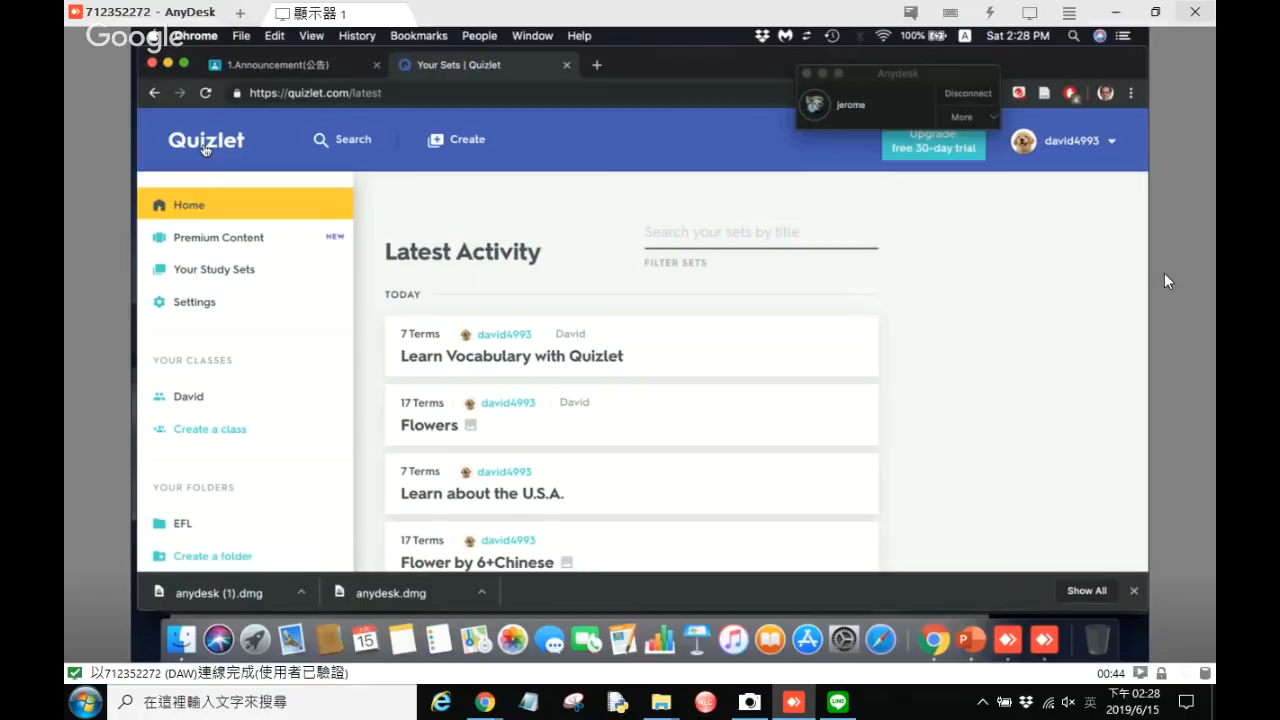 712352272 - AnyDesk
顯示器 1
Google
Chrome File Edit View History Bookmarks People Window Help
100%
A
Sat 2:28 PM
1.Announcement(公告)
Your Sets | Quizlet
https://quizlet.com/latest
Anydesk
jerome
Disconnect
More
Quizlet
Search
Create
Upgrade:
free 30-day trial
david4993
Home
Premium Content NEW
Your Study Sets
Settings
YOUR CLASSES
David
Create a class
YOUR FOLDERS
EFL
Create a folder
Latest Activity
Search your sets by title
FILTER SETS
TODAY
7 Terms david4993 David
Learn Vocabulary with Quizlet
17 Terms david4993 David
Flowers
7 Terms david4993
Learn about the U.S.A.
17 Terms david4993
Flower by 6+Chinese
anydesk (1).dmg
anydesk.dmg
Show All
15
以712352272 (DAW)連線完成(使用者已驗證)
00:44
在這裡輸入文字來搜尋
REC
LINE
英
下午 02:28
2019/6/15